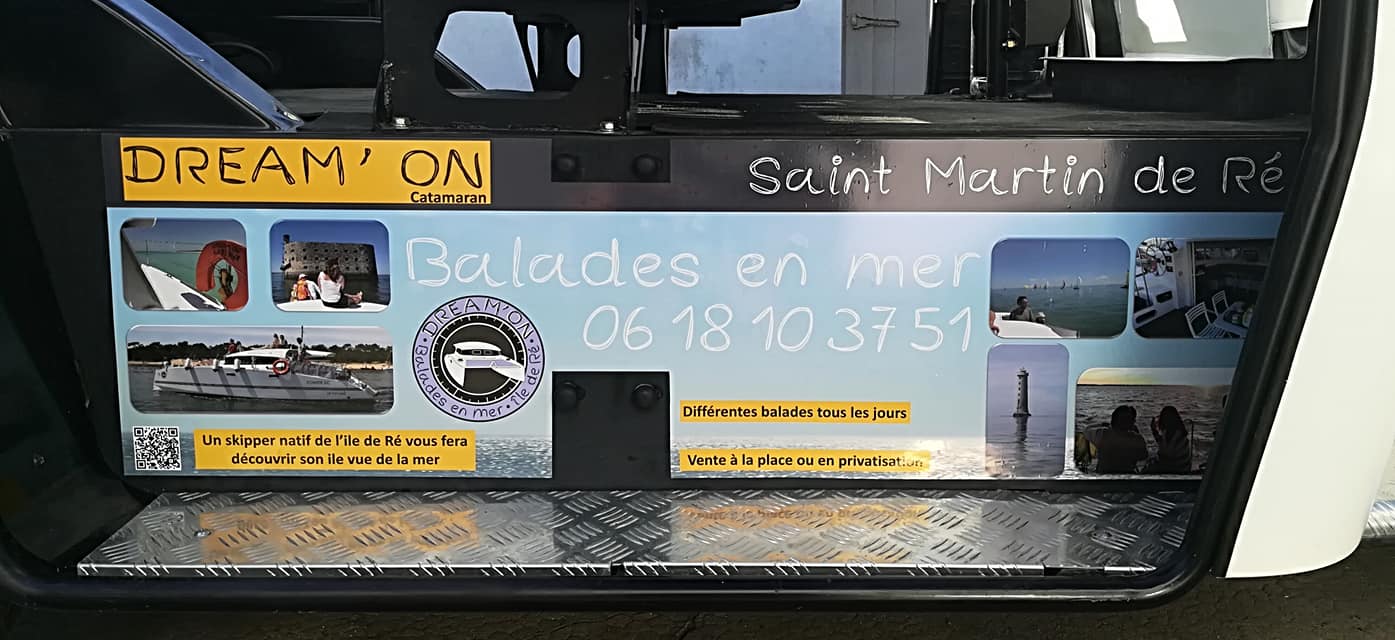 DREAM' ON
Catamaran
Saint Martin de Ré
Balades en mer
06 18 10 37 51
DREAM'ON
Balades en mer • Île de Ré
Différentes balades tous les jours
Un skipper natif de l'ile de Ré vous fera
découvrir son ile vue de la mer
Vente à la place ou en privatisation